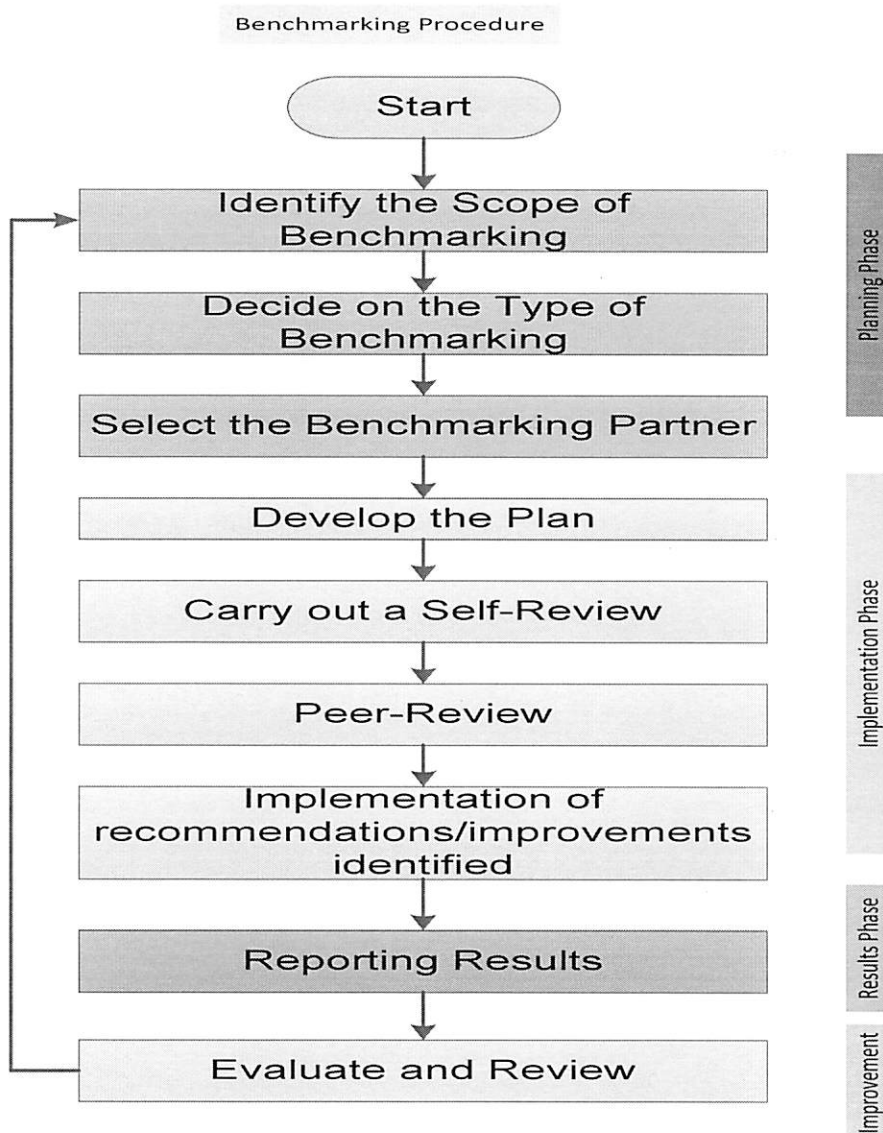 Benchmarking Procedure
Start
Identify the Scope of
Benchmarking
Decide on the Type of
Benchmarking
Select the Benchmarking Partner
Develop the Plan
Carry out a Self-Review
Peer-Review
Implementation of
recommendations/improvements
identified
Reporting Results
Evaluate and Review
Planning Phase
Implementation Phase
Results Phase
Improvement